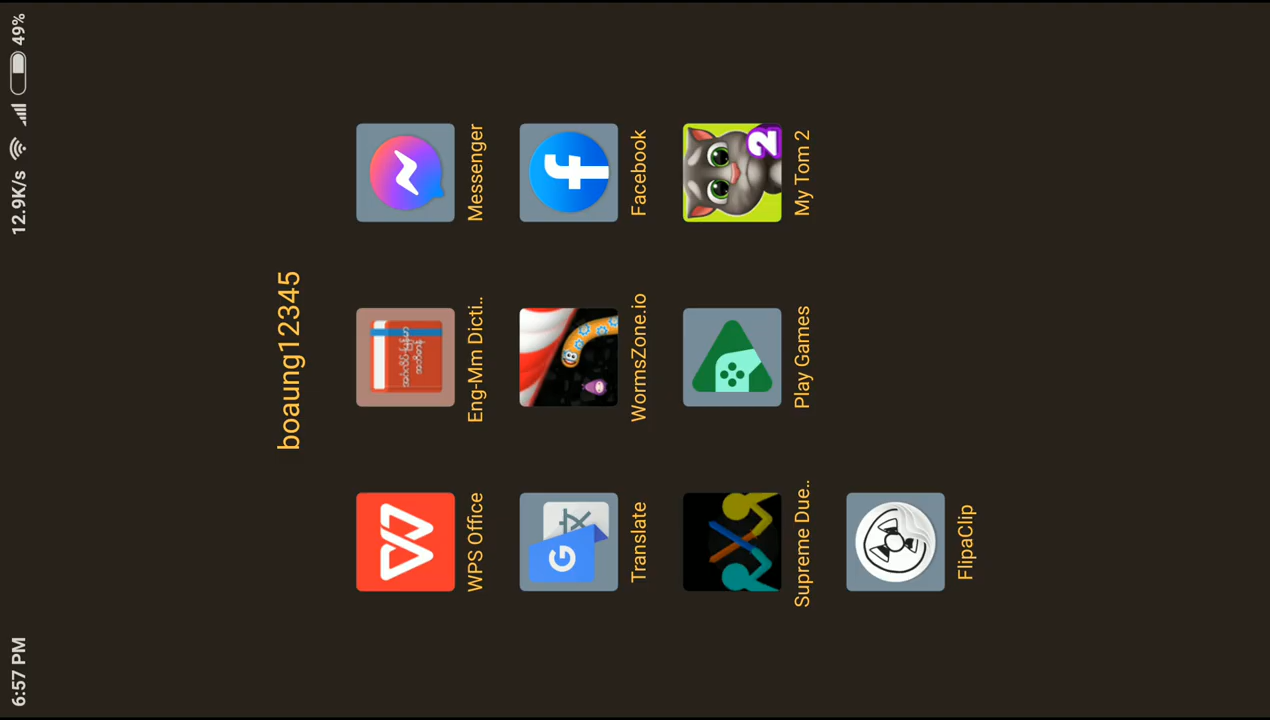 6:57 PM
12.9K/s
49%
boaung12345
WPS Office
Eng-Mm Dicti..
Messenger
Translate
WormsZone.io
Facebook
Supreme Due..
Play Games
My Tom 2
FlipaClip